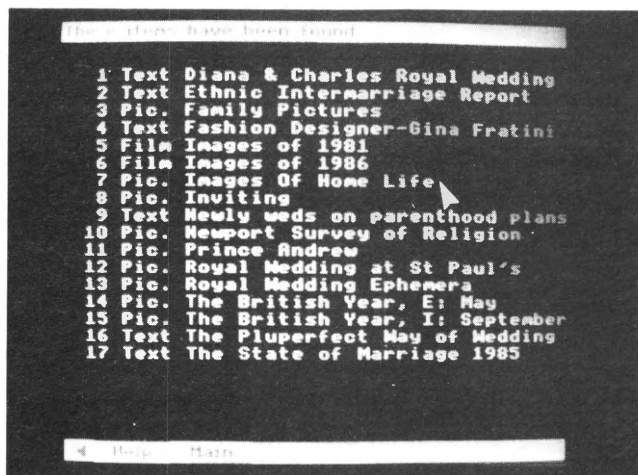 These items have been found
1 Text Diana & Charles Royal Wedding
2 Text Ethnic Intermarriage Report
3 Pic. Family Pictures
4 Text Fashion Designer-Gina Fratini
5 Film Images of 1981
6 Film Images of 1986
7 Pic. Images Of Home Life
8 Pic. Inviting
9 Text Newly weds on parenthood plans
10 Pic. Newport Survey of Religion
11 Pic. Prince Andrew
12 Pic. Royal Wedding at St Paul's
13 Pic. Royal Wedding Ephemera
14 Pic. The British Year, E: May
15 Pic. The British Year, I: September
16 Text The Pluperfect Way of Wedding
17 Text The State of Marriage 1985
Help Main